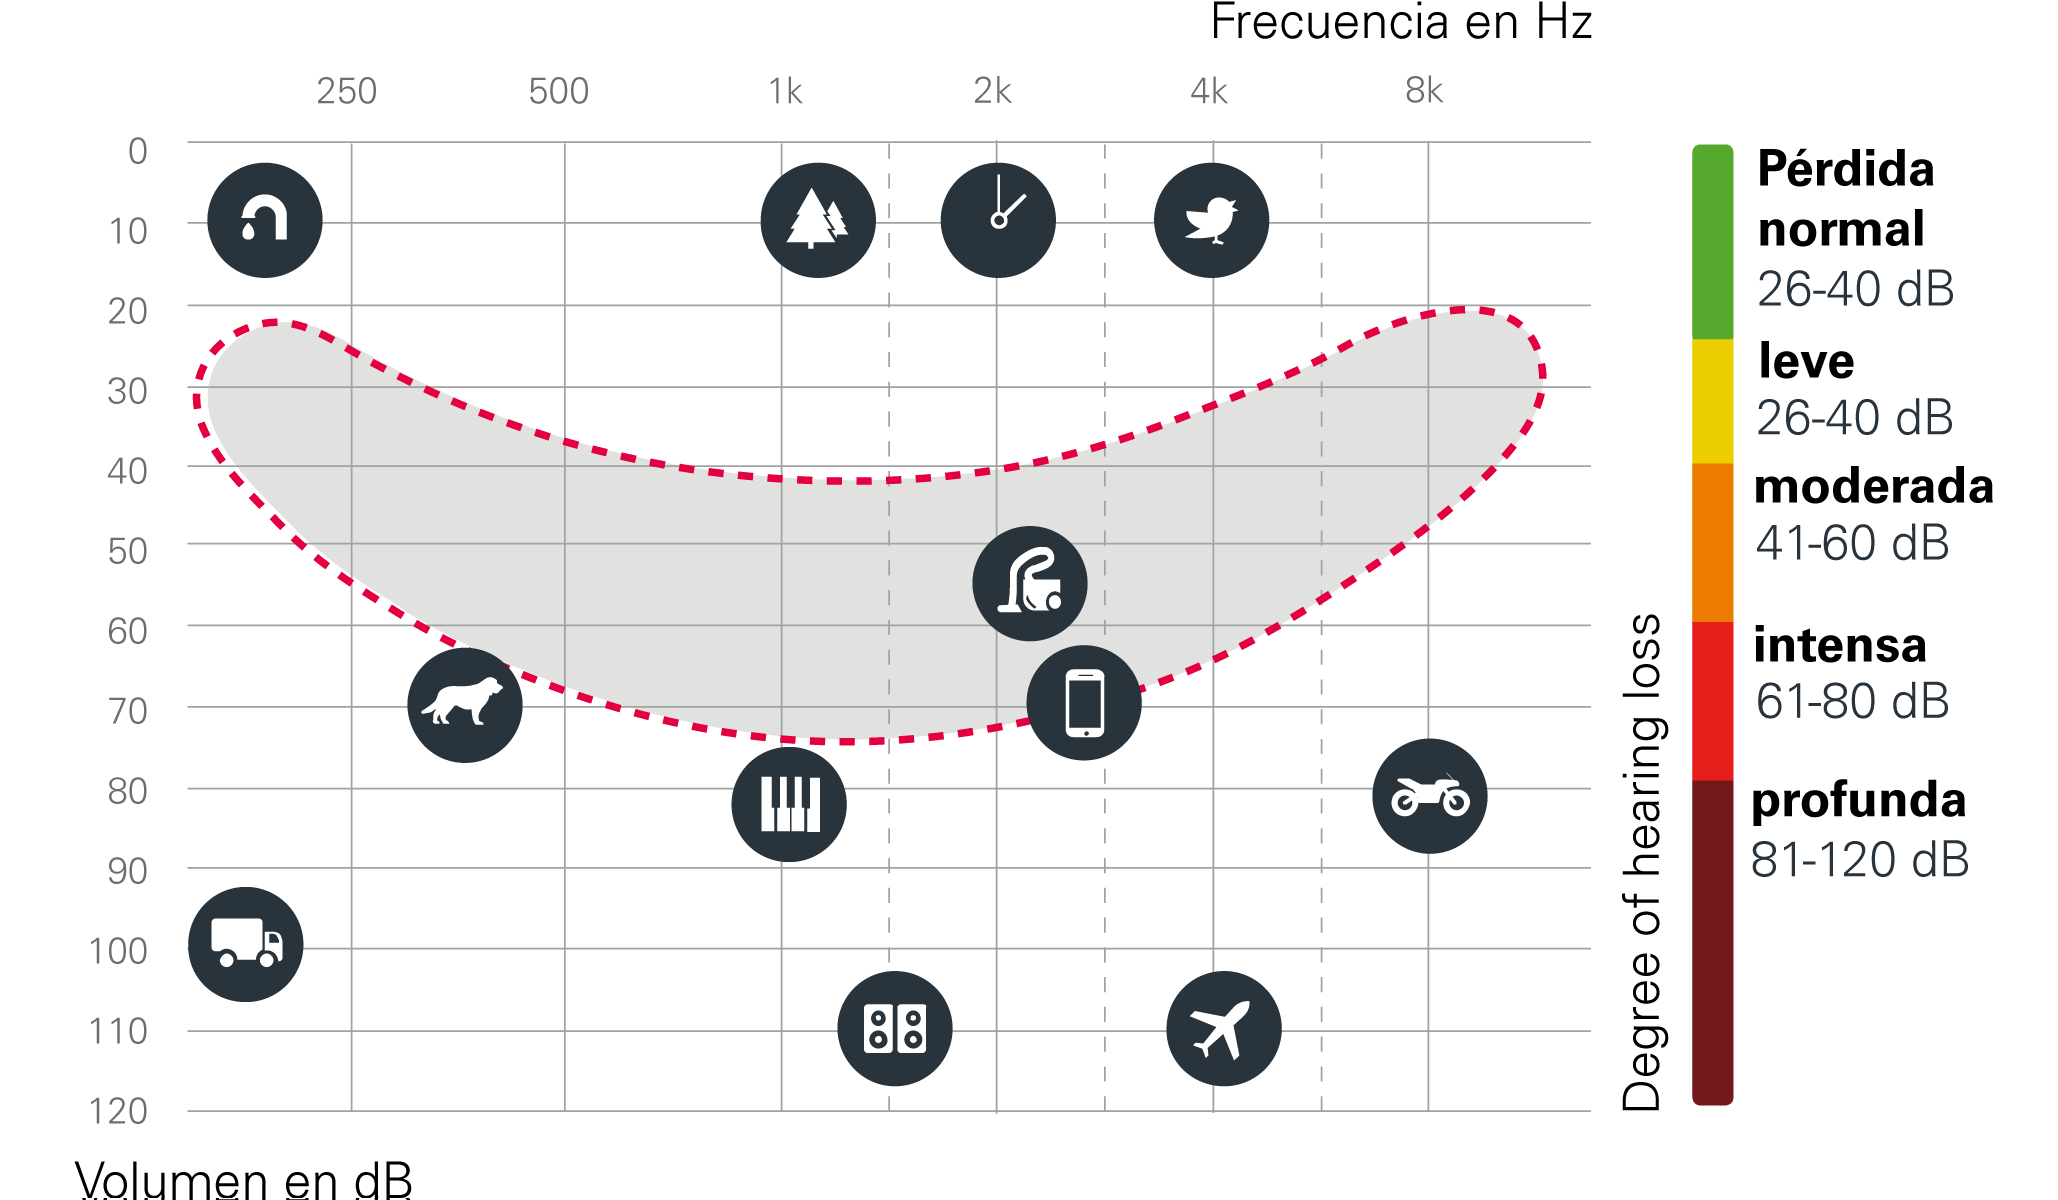 Frecuencia en Hz
250 500 1k 2k 4k 8k
0
10
20
30
40
50
60
70
80
90
100
110
120
Volumen en dB
Degree of hearing loss
Pérdida
normal
26-40 dB
leve
26-40 dB
moderada
41-60 dB
intensa
61-80 dB
profunda
81-120 dB